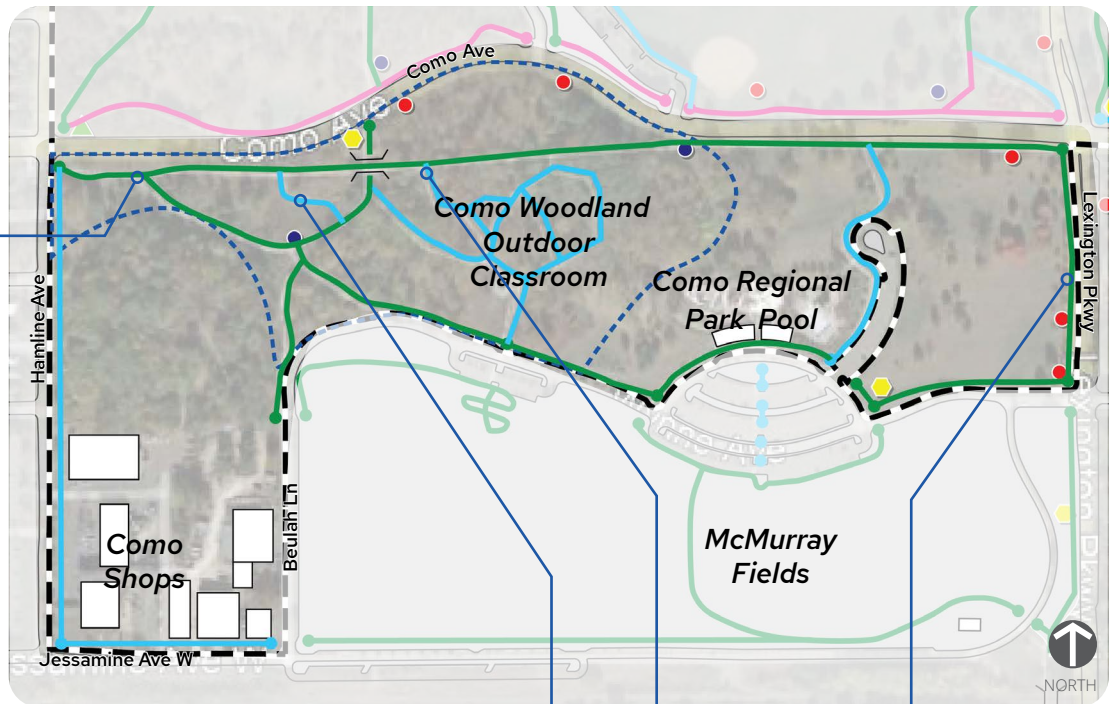 Como Ave
Como Ave
Como Woodland
Outdoor
Classroom
Como Regional
Park Pool
Lexington Pkwy
Hamline Ave
Como
Shops
Beulah Ln
McMurray
Fields
Jessamine Ave W
NORTH